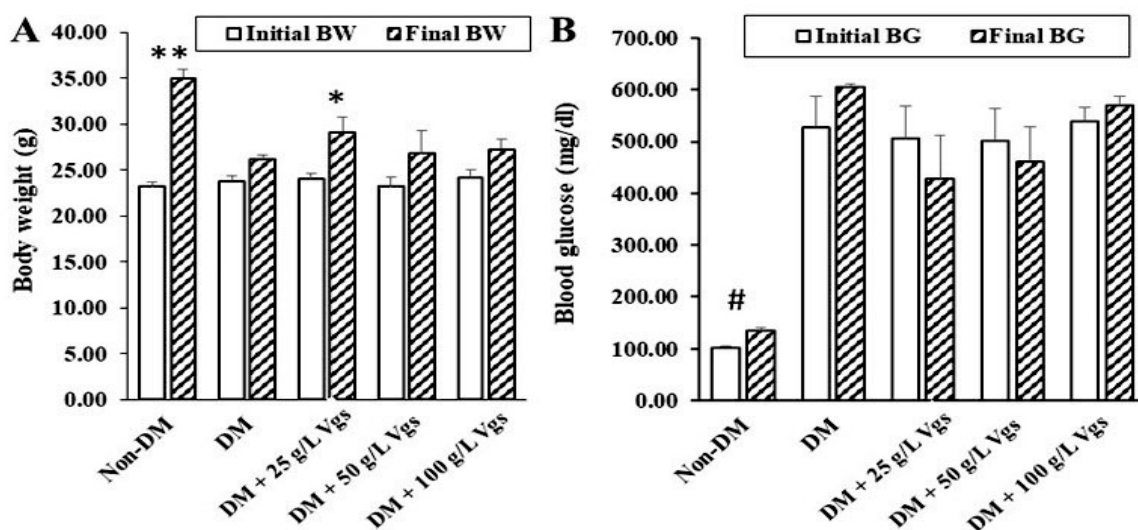 A
Initial BW Final BW
Body weight (g)
40.00
35.00
30.00
25.00
20.00
15.00
10.00
5.00
0.00
**
*
Non-DM
DM
DM + 25 g/L Vgs
DM + 50 g/L Vgs
DM + 100 g/L Vgs
B
Initial BG Final BG
Blood glucose (mg/dl)
700.00
600.00
500.00
400.00
300.00
200.00
100.00
0.00
#
Non-DM
DM
DM + 25 g/L Vgs
DM + 50 g/L Vgs
DM + 100 g/L Vgs